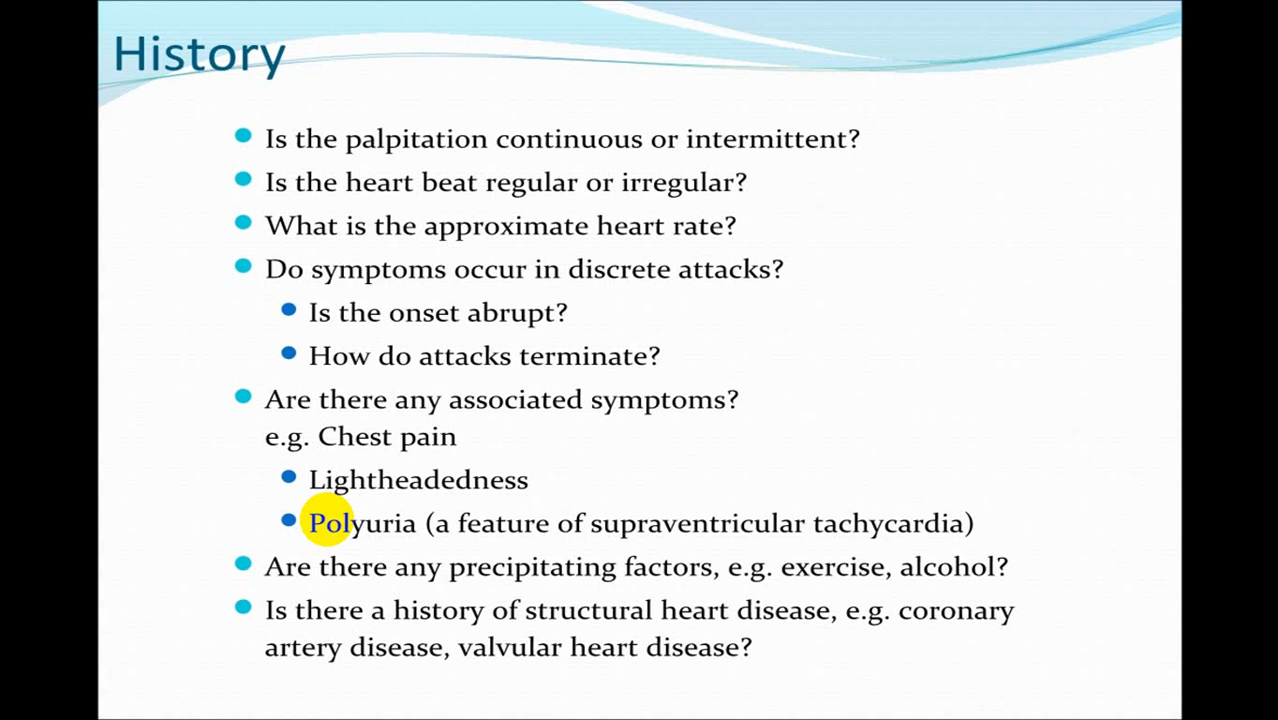 History
Is the palpitation continuous or intermittent?
Is the heart beat regular or irregular?
What is the approximate heart rate?
Do symptoms occur in discrete attacks?
Is the onset abrupt?
How do attacks terminate?
Are there any associated symptoms?
e.g. Chest pain
Lightheadedness
Polyuria (a feature of supraventricular tachycardia)
Are there any precipitating factors, e.g. exercise, alcohol?
Is there a history of structural heart disease, e.g. coronary
artery disease, valvular heart disease?